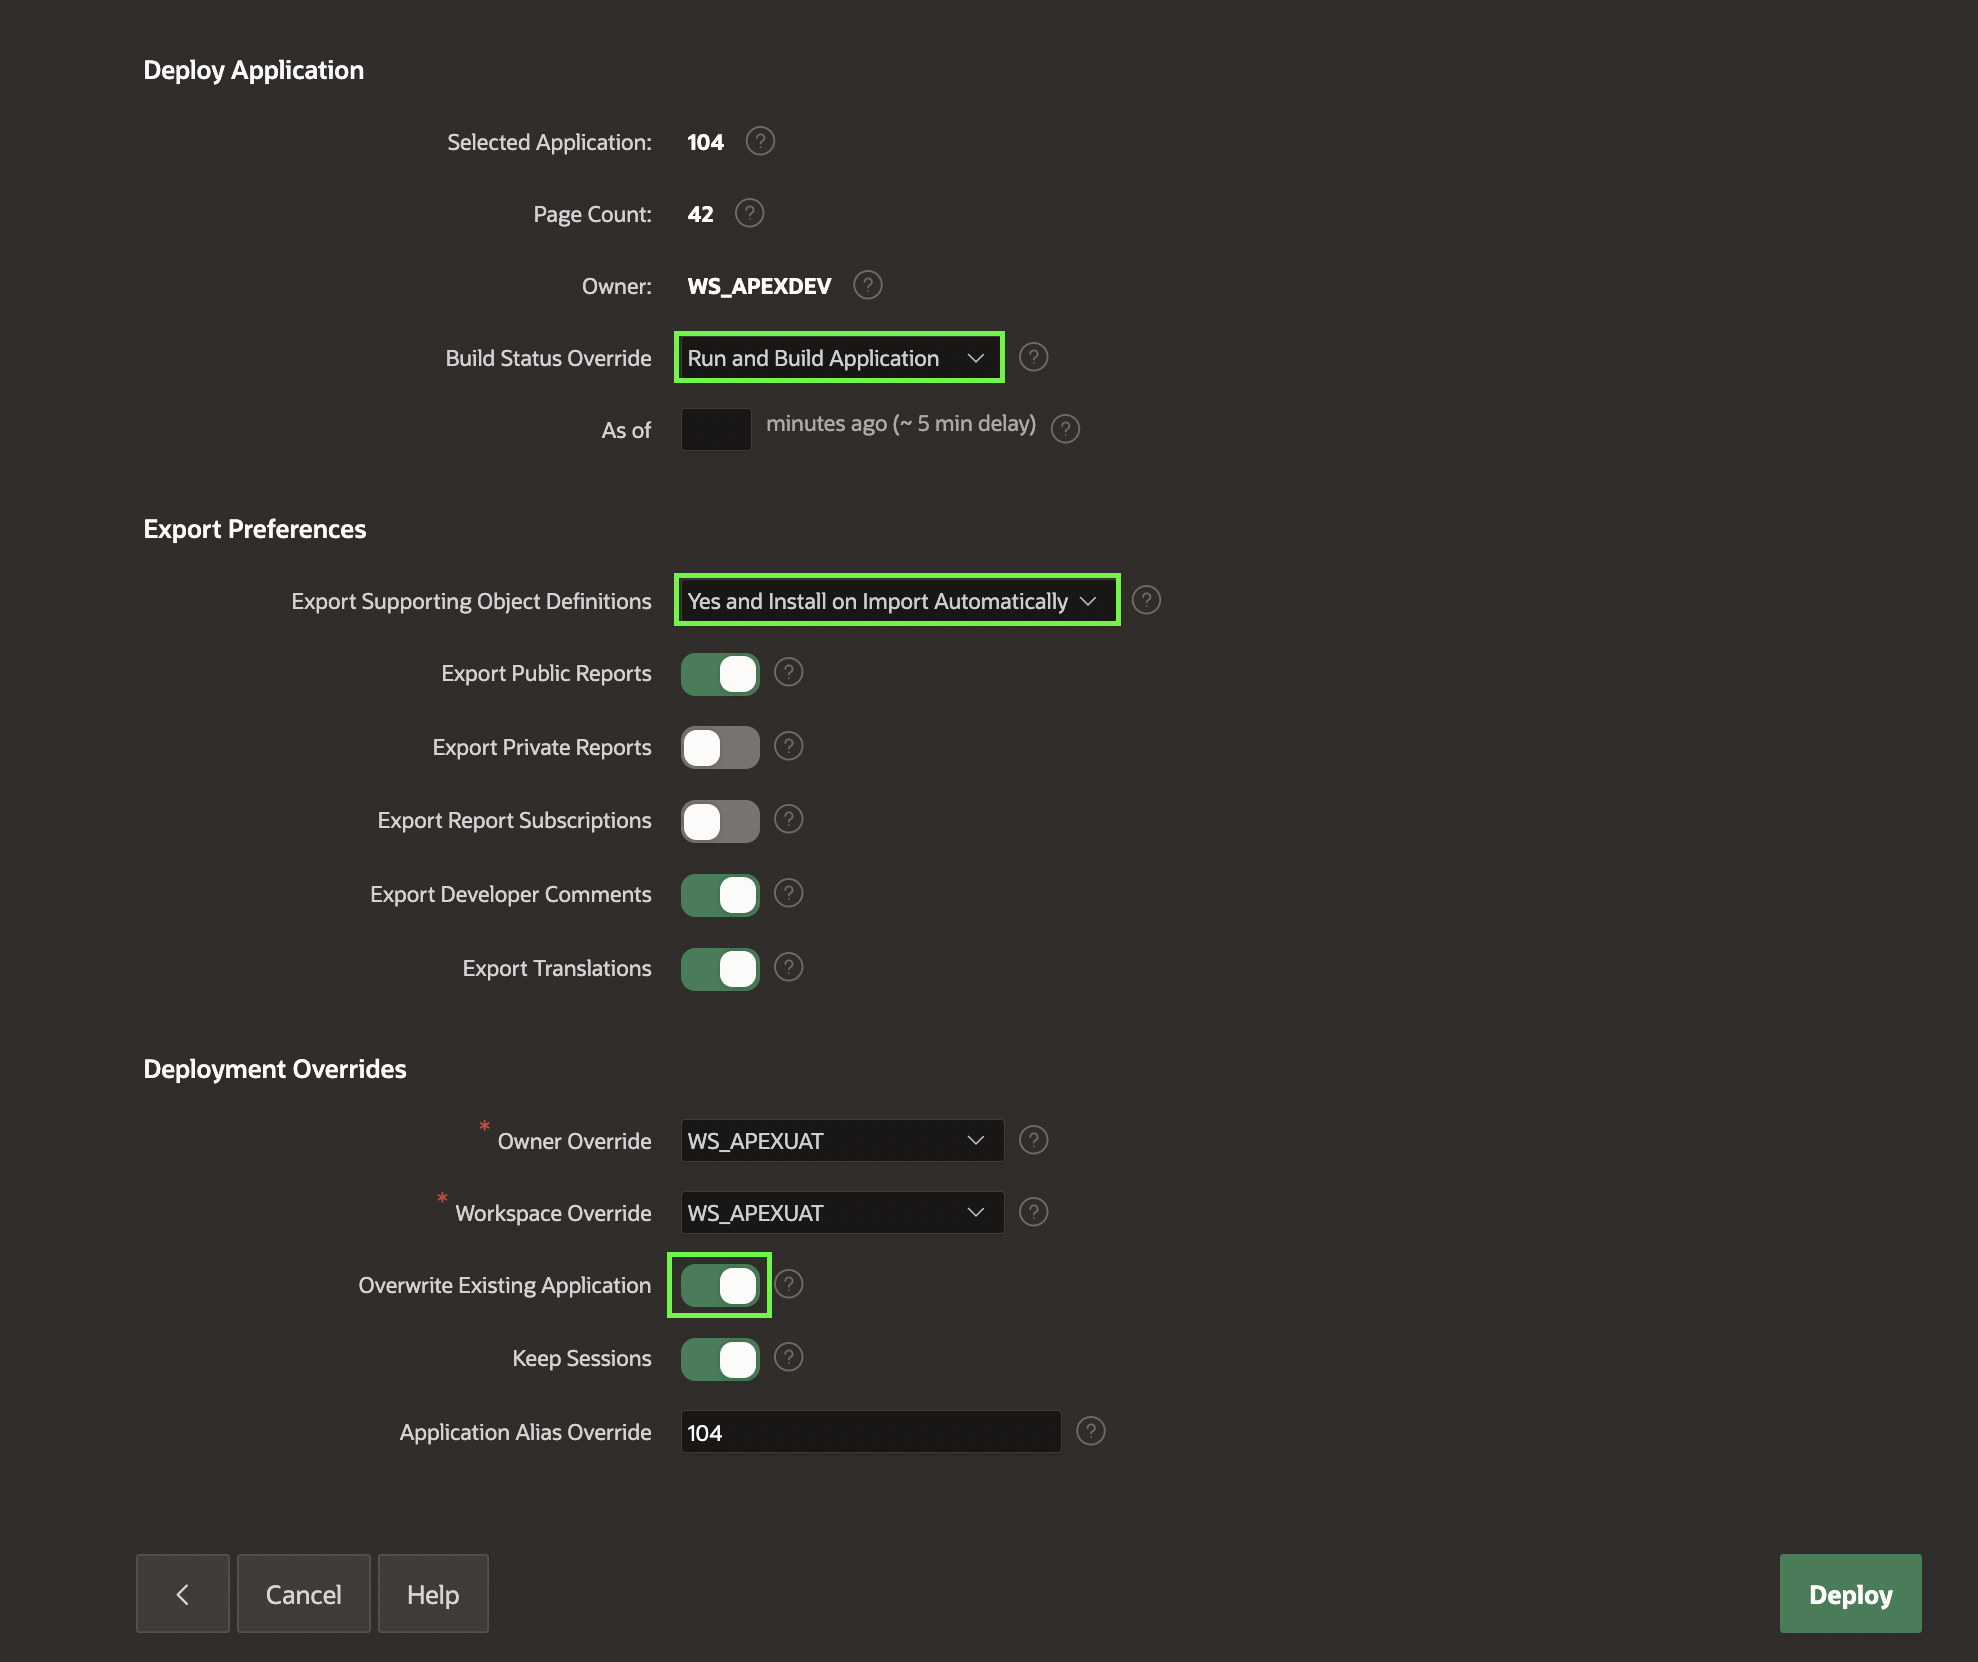 Deploy Application
Selected Application: 104 ?
Page Count: 42 ?
Owner: WS_APEXDEV ?
Build Status Override Run and Build Application ?
As of minutes ago (~ 5 min delay) ?
Export Preferences
Export Supporting Object Definitions Yes and Install on Import Automatically ?
Export Public Reports ?
Export Private Reports ?
Export Report Subscriptions ?
Export Developer Comments ?
Export Translations ?
Deployment Overrides
* Owner Override WS_APEXUAT ?
* Workspace Override WS_APEXUAT ?
Overwrite Existing Application ?
Keep Sessions ?
Application Alias Override 104 ?
Cancel Help Deploy